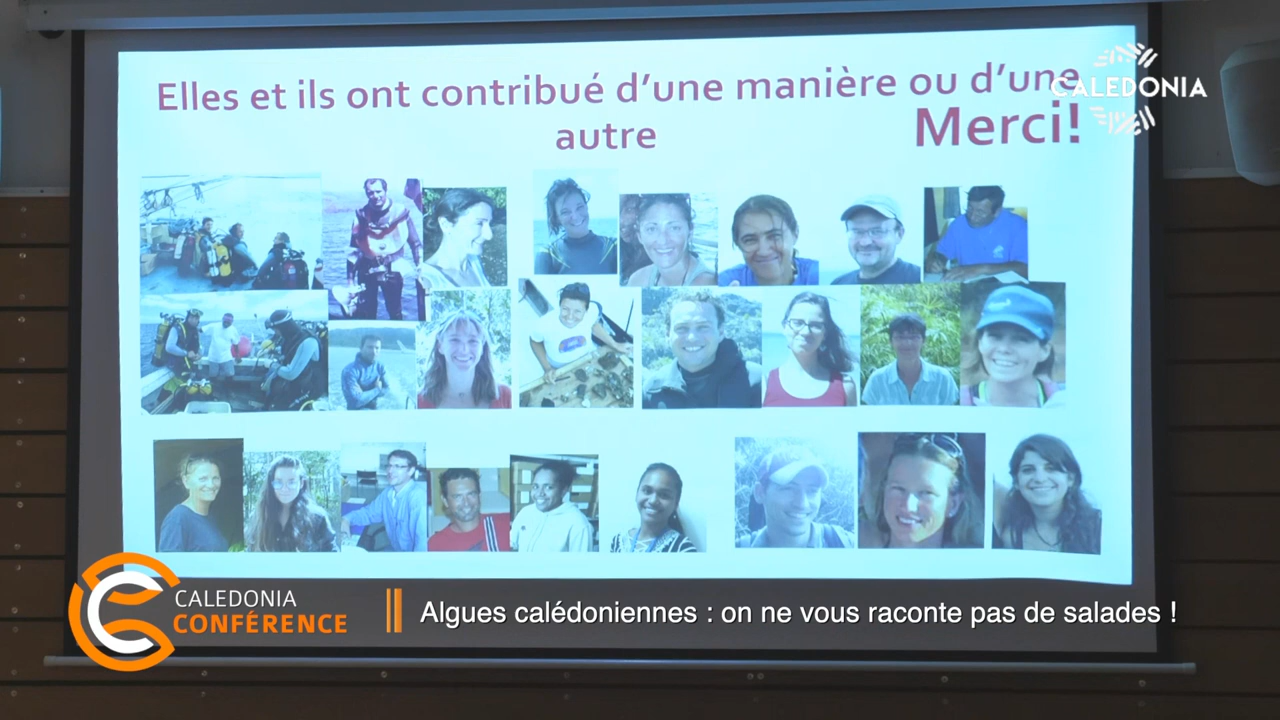 Elles et ils ont contribué d'une manière ou d'une
autre
Merci!
CALEDONIA
CALEDONIA
CONFÉRENCE
Algues calédoniennes : on ne vous raconte pas de salades !